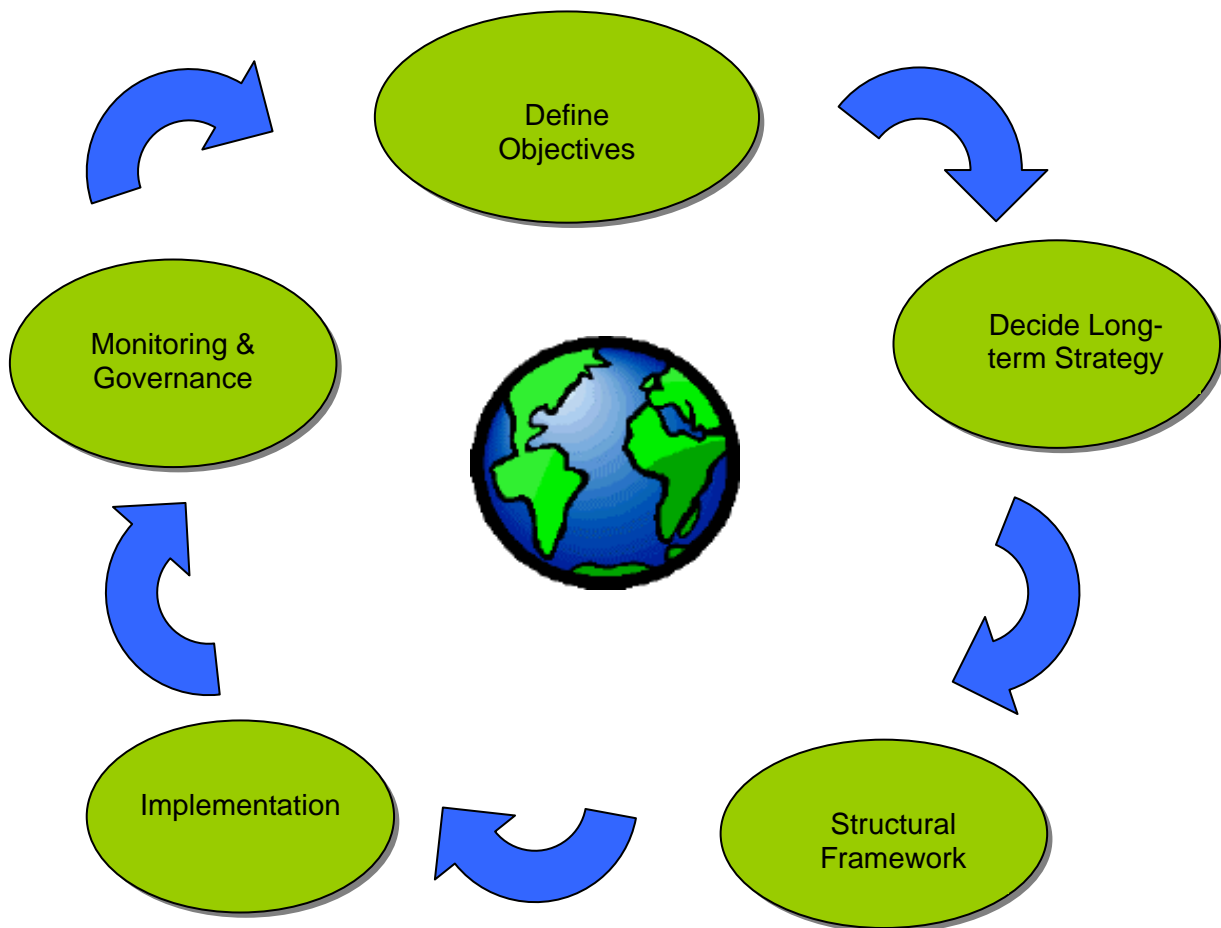 Define
Objectives
Decide Long-
term Strategy
Structural
Framework
Implementation
Monitoring &
Governance